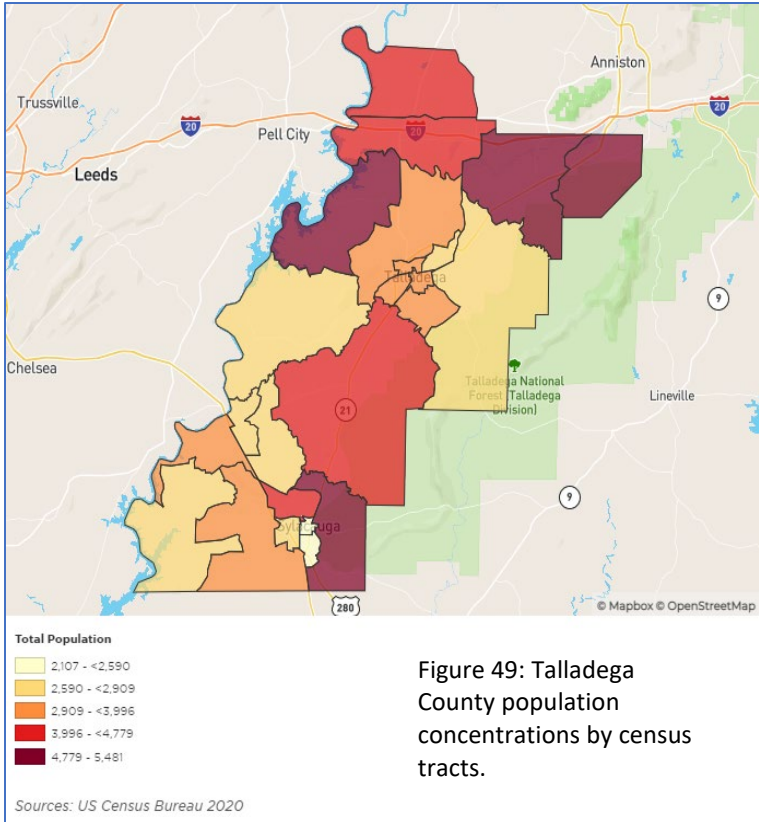 Anniston
Trussville
20
20
20
Pell City
Leeds
Talladega
9
Chelsea
Talladega National
Forest (Talladega
Division)
Lineville
21
9
Sylacauga
280
© Mapbox © OpenStreetMap
Total Population
2,107 - <2,590
2,590 - <2,909
2,909 - <3,996
3,996 - <4,779
4,779 - 5,481
Figure 49: Talladega
County population
concentrations by census
tracts.
Sources: US Census Bureau 2020